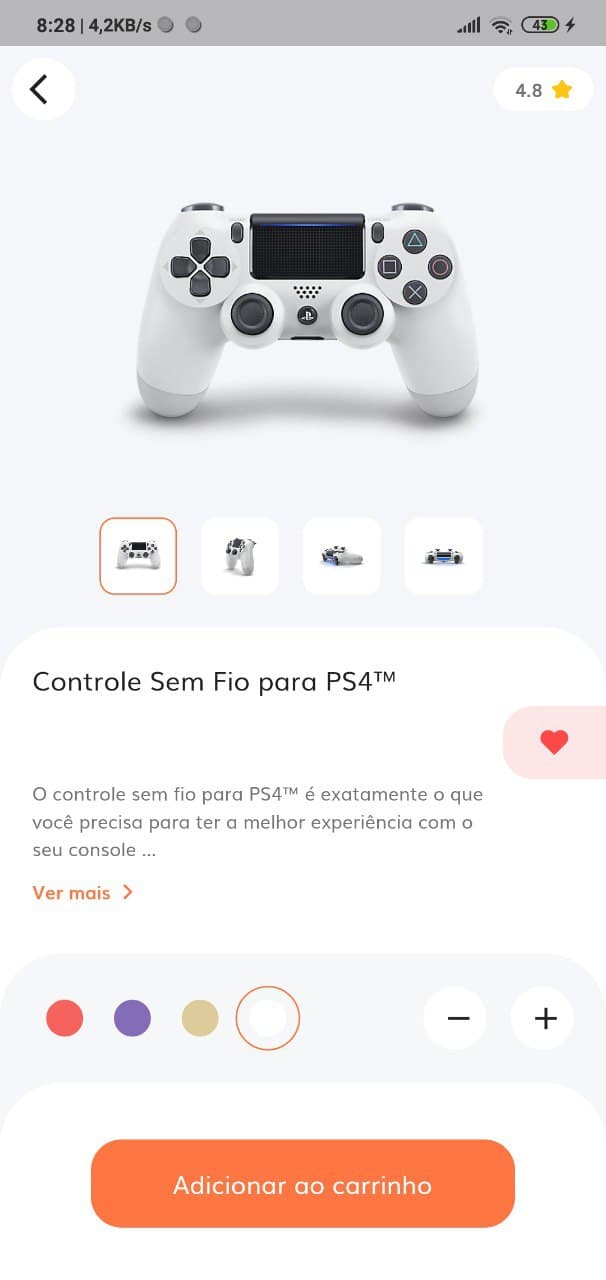 8:28 | 4,2KB/s
43
4.8
Controle Sem Fio para PS4™
O controle sem fio para PS4™ é exatamente o que
você precisa para ter a melhor experiência com o
seu console ...
Ver mais
Adicionar ao carrinho